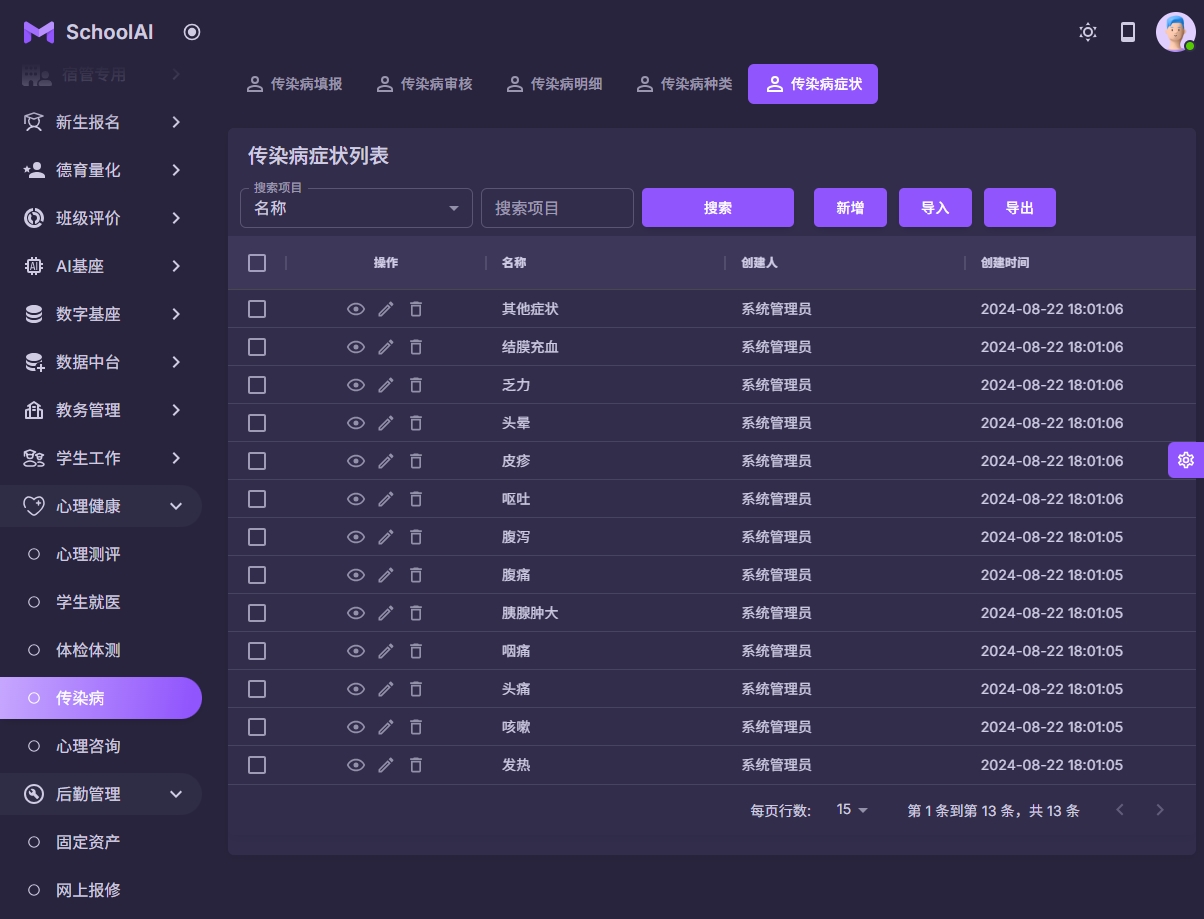 SchoolAI
宿管专用
新生报名
德育量化
班级评价
AI基座
数字基座
数据中台
教务管理
学生工作
心理健康
心理测评
学生就医
体检体测
传染病
心理咨询
后勤管理
固定资产
网上报修
传染病填报 传染病审核 传染病明细 传染病种类 传染病症状
传染病症状列表
搜索项目
名称 搜索项目 搜索 新增 导入 导出
操作 名称 创建人 创建时间
其他症状 系统管理员 2024-08-22 18:01:06
结膜充血 系统管理员 2024-08-22 18:01:06
乏力 系统管理员 2024-08-22 18:01:06
头晕 系统管理员 2024-08-22 18:01:06
皮疹 系统管理员 2024-08-22 18:01:06
呕吐 系统管理员 2024-08-22 18:01:06
腹泻 系统管理员 2024-08-22 18:01:05
腹痛 系统管理员 2024-08-22 18:01:05
胰腺肿大 系统管理员 2024-08-22 18:01:05
咽痛 系统管理员 2024-08-22 18:01:05
头痛 系统管理员 2024-08-22 18:01:05
咳嗽 系统管理员 2024-08-22 18:01:05
发热 系统管理员 2024-08-22 18:01:05
每页行数: 15 第 1 条到第 13 条，共 13 条